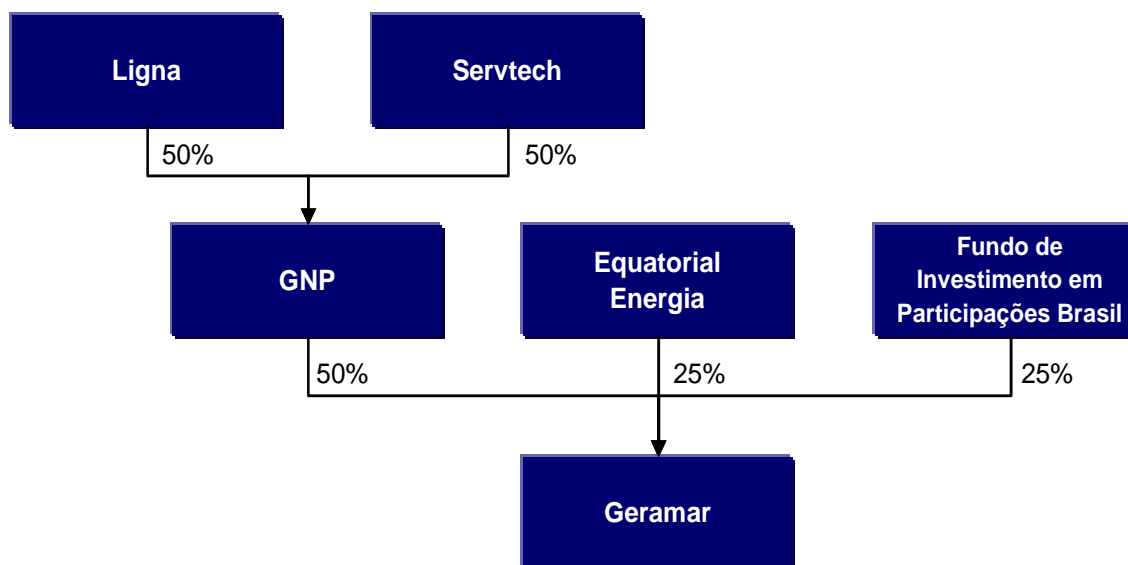 Ligna
Servtech
50%
50%
GNP
Equatorial
Energia
Fundo de
Investimento em
Participações Brasil
50%
25%
25%
Geramar